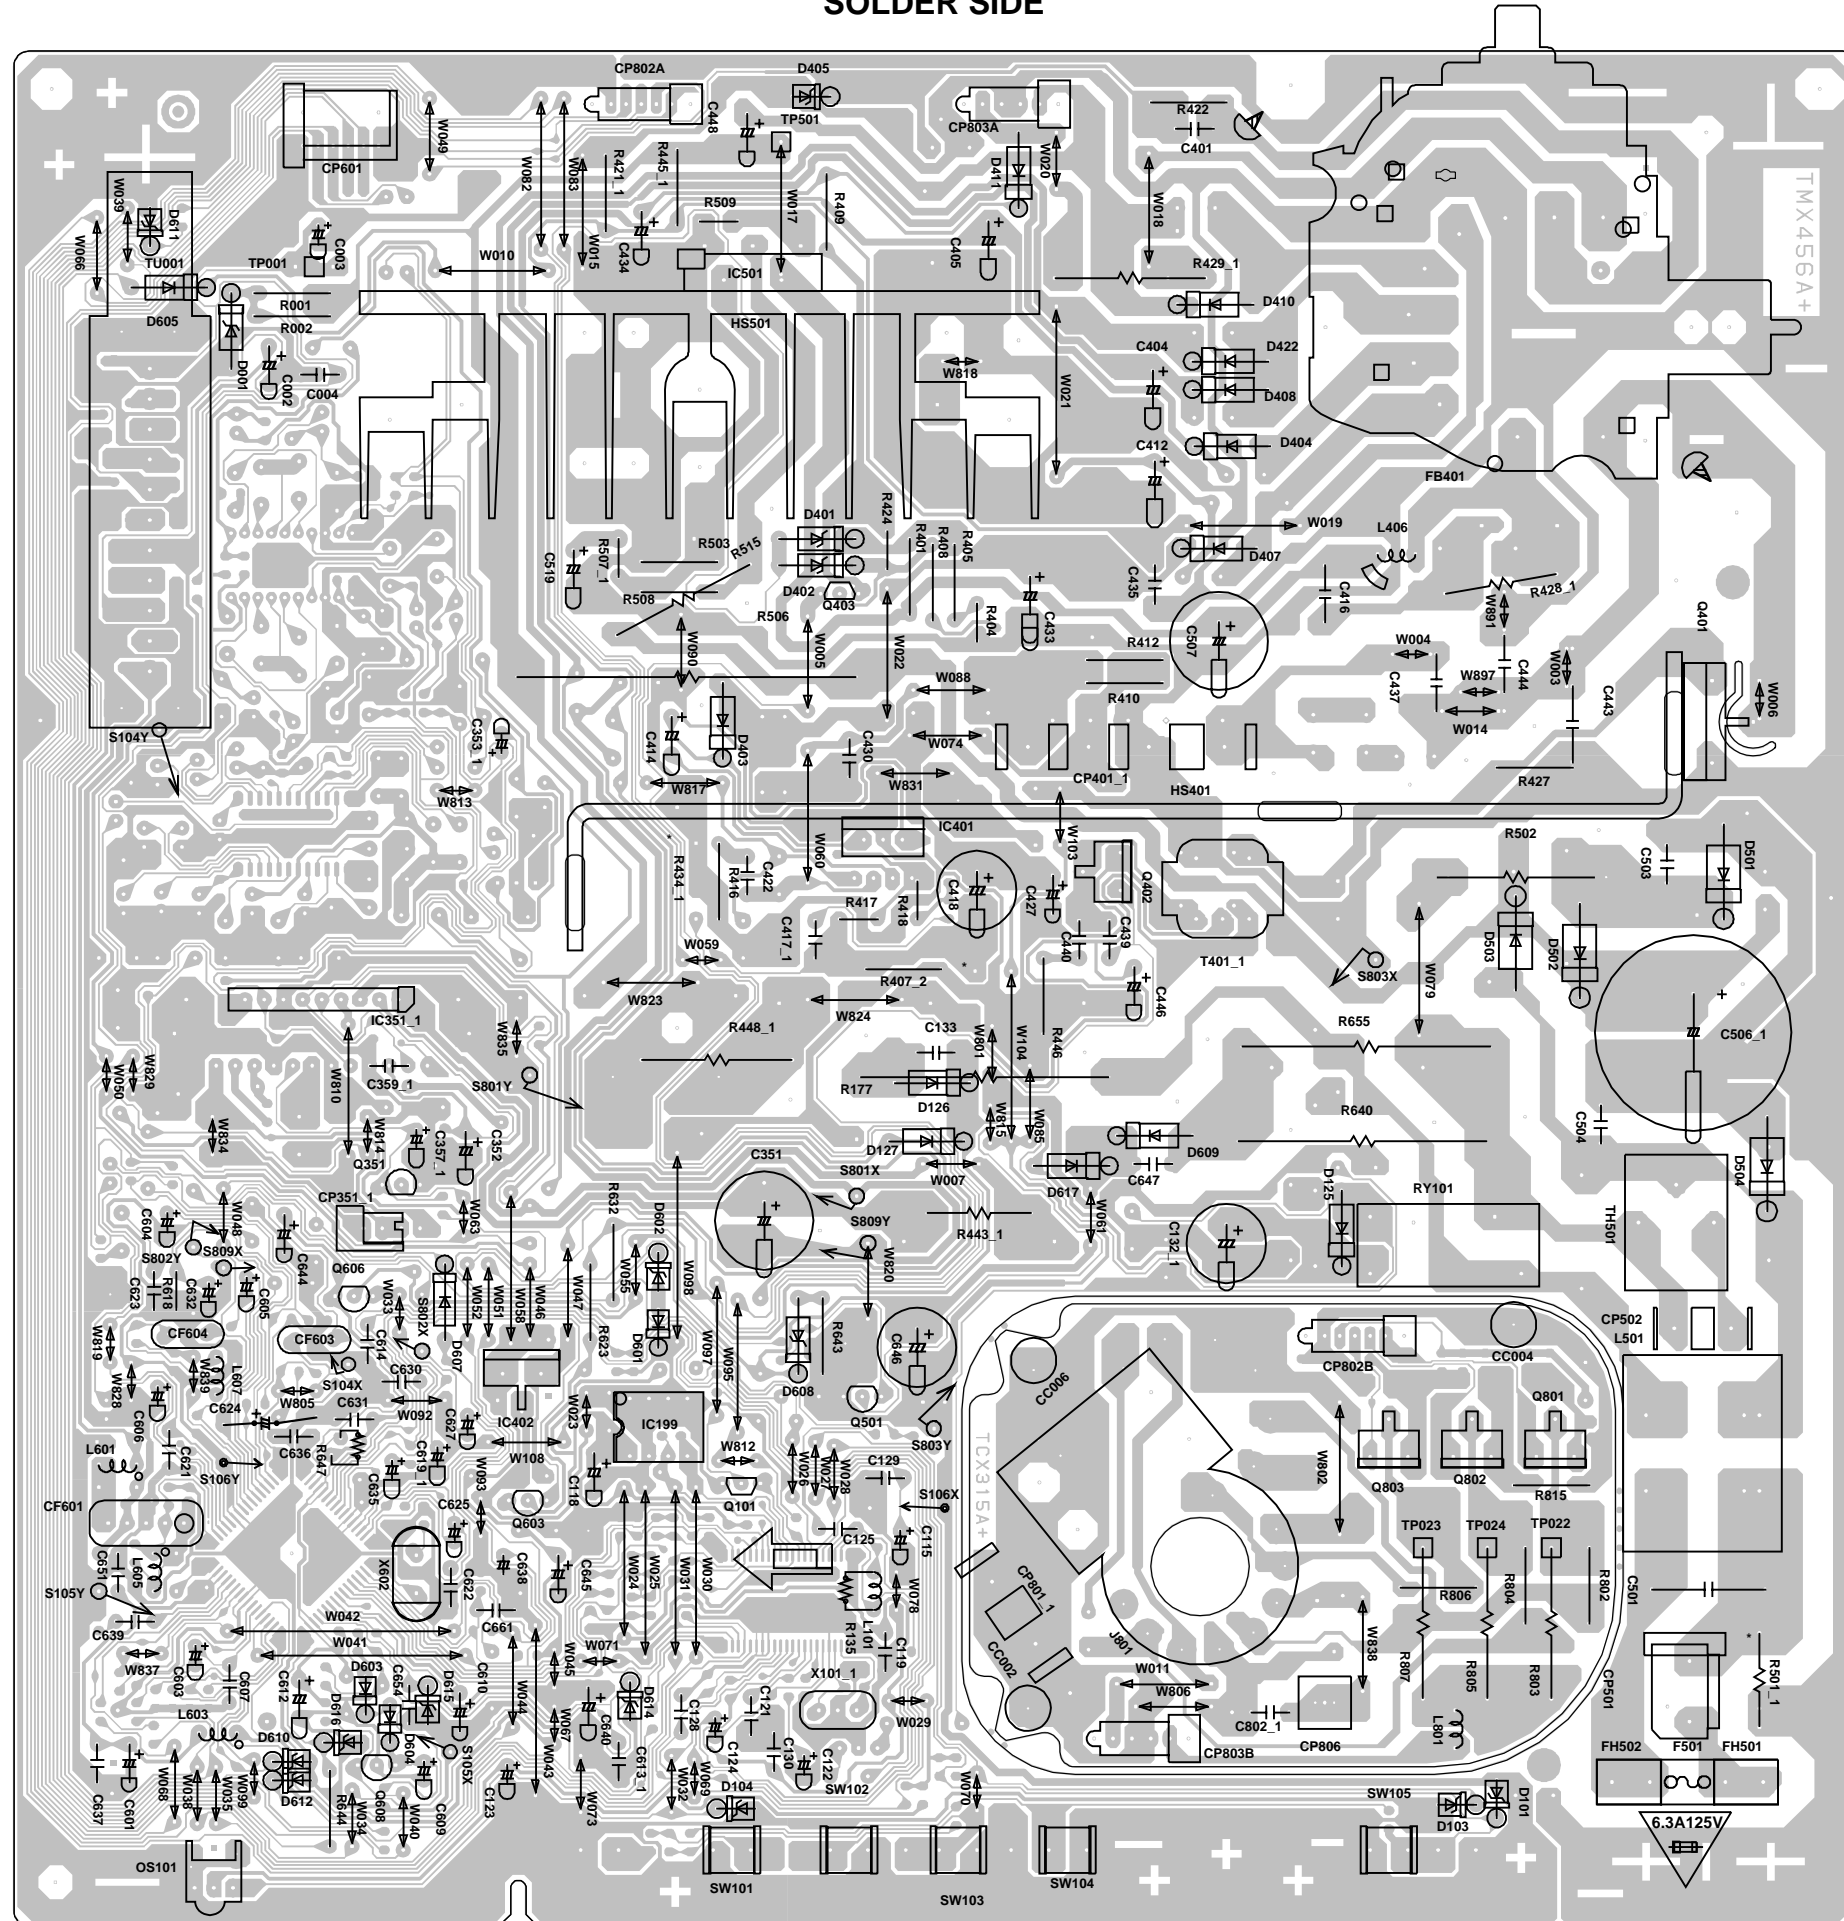 SOLDER SIDE
CP802A
D405
C448
TP501
CP803A
R422
C401
W049
CP601
W082
W083
R421_1
R445_1
W017
R409
D411
W020
W018
TMX456A+
W039
D611
W066
R509
C003
TU001
TP001
W010
W015
C434
IC501
C405
R429_1
D605
R001
R002
HS501
D410
D001
C002
C004
W818
W021
C404
D422
D408
C412
D404
FB401
D401
R424
W019
L406
C519
R507_1
R503
R515
R401
R408
R405
D407
R508
D402
Q403
R506
R404
C433
C435
C416
R428_1
W891
Q401
W090
W005
W022
R412
C507
W004
W897
C444
W003
W088
C437
C443
W006
R410
W014
S104Y
C353_1
C414
D403
C430
W074
W813
W817
W831
CP401_1
HS401
R427
IC401
W103
R502
R434_1
R416
C422
W060
C418
C427
Q402
C503
D501
R417
R418
C417_1
W059
C440
C439
T401_1
S803X
W079
D503
D502
R407_2
W823
W824
C446
IC351_1
R448_1
C133
W801
W104
R446
R655
C506_1
W835
W050
W829
W810
C359_1
S801Y
R177
D126
W815
W085
R640
C504
W834
W814
C357_1
C352
Q351
D127
D609
C351
S801X
W007
D617
C647
D125
RY101
D504
CP351_1
R632
D602
C604
W048
W063
S809Y
R443_1
W061
C132_1
TH501
S802Y
S809X
C644
Q606
W055
W098
W820
C623
R618
C632
C605
W033
S802X
W052
W051
W058
W046
W047
CF604
CF603
C614
D607
R623
D601
W097
W095
R643
C646
CP502
L501
W819
W828
W839
L607
S104X
C630
CP802B
CC004
C606
C624
W805
C631
W092
C627
IC402
W023
IC199
D608
Q501
CC006
Q801
L601
C621
C636
R647
C619_1
W093
W108
W812
S803Y
W802
S106Y
C635
C118
W026
W027
W028
C129
TCX315A+
Q803
Q802
R815
CF601
C625
Q603
Q101
S106X
C125
C115
TP023
TP024
TP022
C651
L605
X602
C638
C645
W024
W025
W031
W030
S105Y
C622
W078
CP801_1
R806
R804
R802
C501
C639
W042
C661
R135
L101
J801
W041
W071
C119
CC002
W838
R807
R805
R803
CP501
R501_1
W837
C603
C607
C612
D603
C654
D615
C610
W044
W045
D614
X101_1
W011
W806
L603
D616
C128
C121
W029
C802_1
D610
D604
S105X
W067
C640
C613_1
C124
C130
CP803B
CP806
L801
FH502
F501
FH501
C637
C601
W068
W038
W035
W099
D612
R644
W034
Q608
W040
C609
C123
W043
W073
W032
W069
D104
C122
SW102
W070
SW105
D103
D101
6.3A125V
OS101
SW101
SW103
SW104